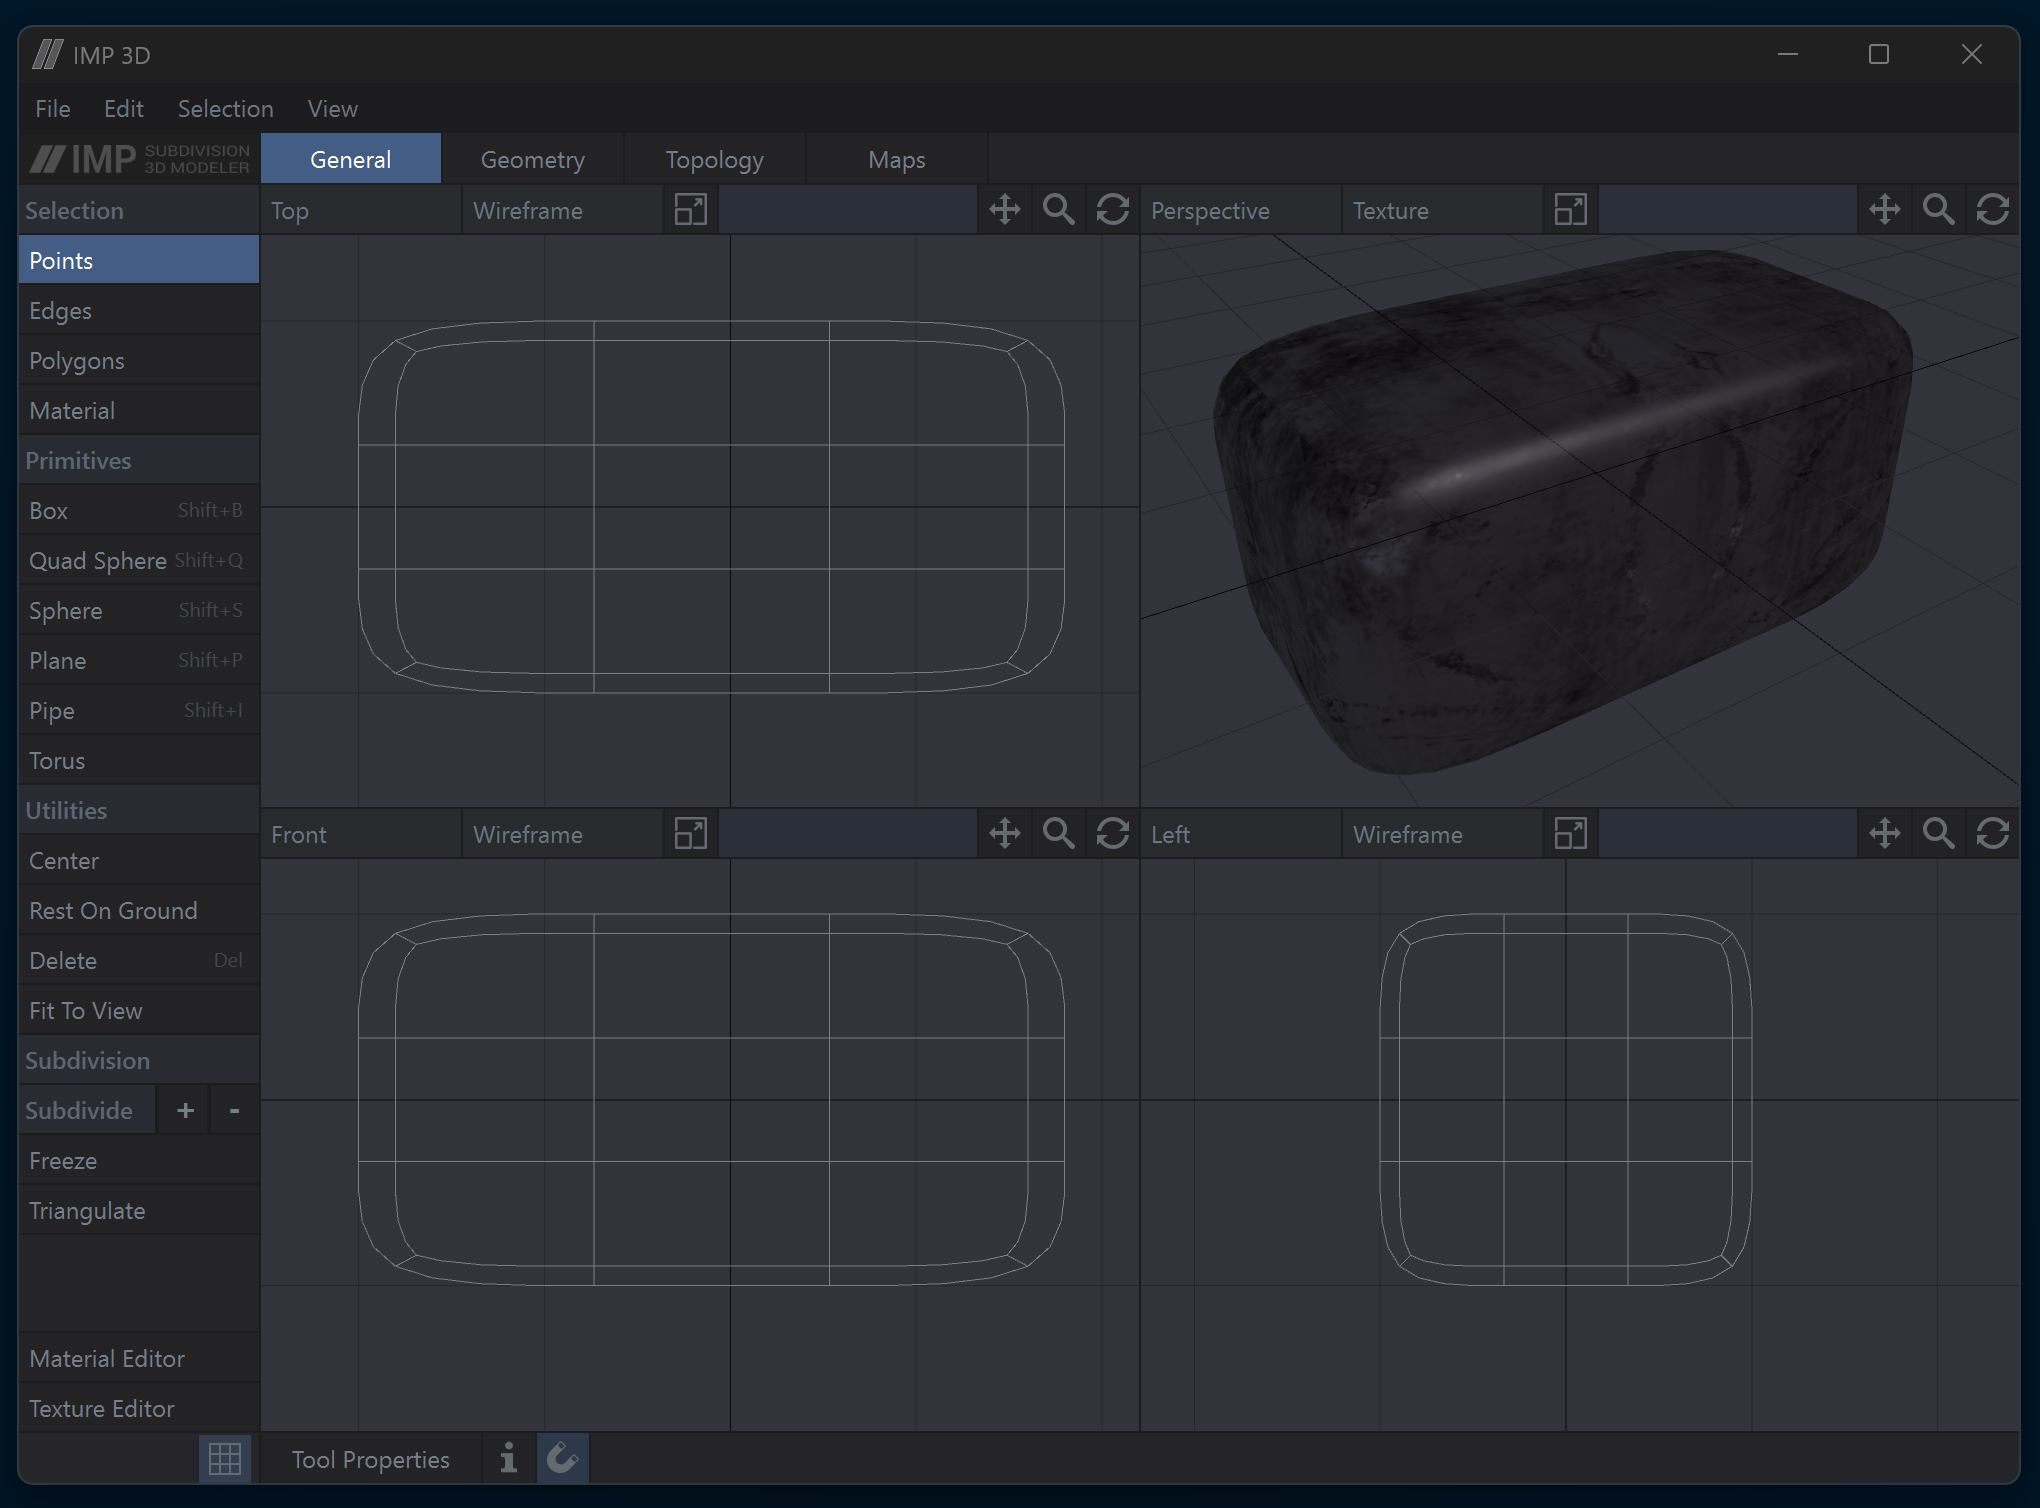 IMP 3D
File Edit Selection View
IMP SUBDIVISION
3D MODELER
General Geometry Topology Maps
Selection
Points
Edges
Polygons
Material
Primitives
Box Shift+B
Quad Sphere Shift+Q
Sphere Shift+S
Plane Shift+P
Pipe Shift+I
Torus
Utilities
Center
Rest On Ground
Delete Del
Fit To View
Subdivision
Subdivide + -
Freeze
Triangulate
Material Editor
Texture Editor
Top Wireframe
Perspective Texture
Front Wireframe
Left Wireframe
Tool Properties